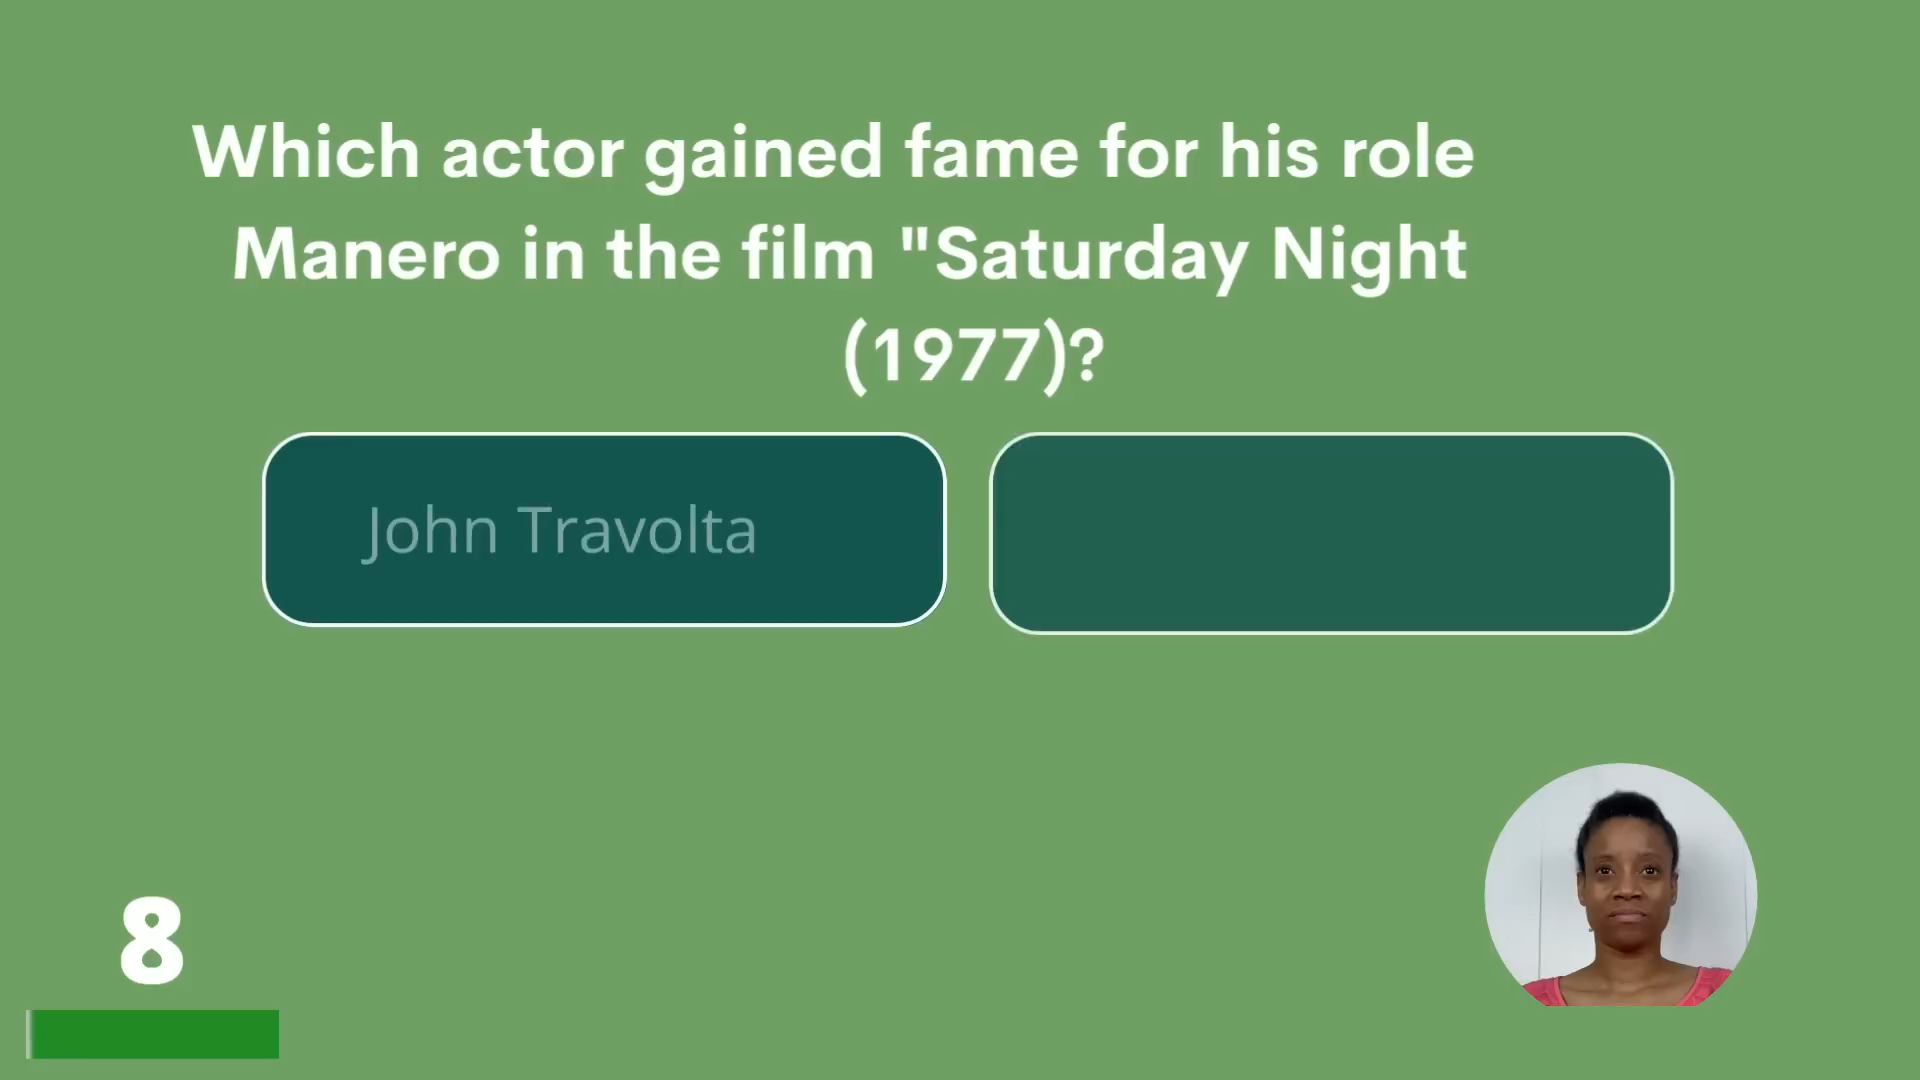 Which actor gained fame for his role
Manero in the film "Saturday Night
(1977)?
John Travolta
8